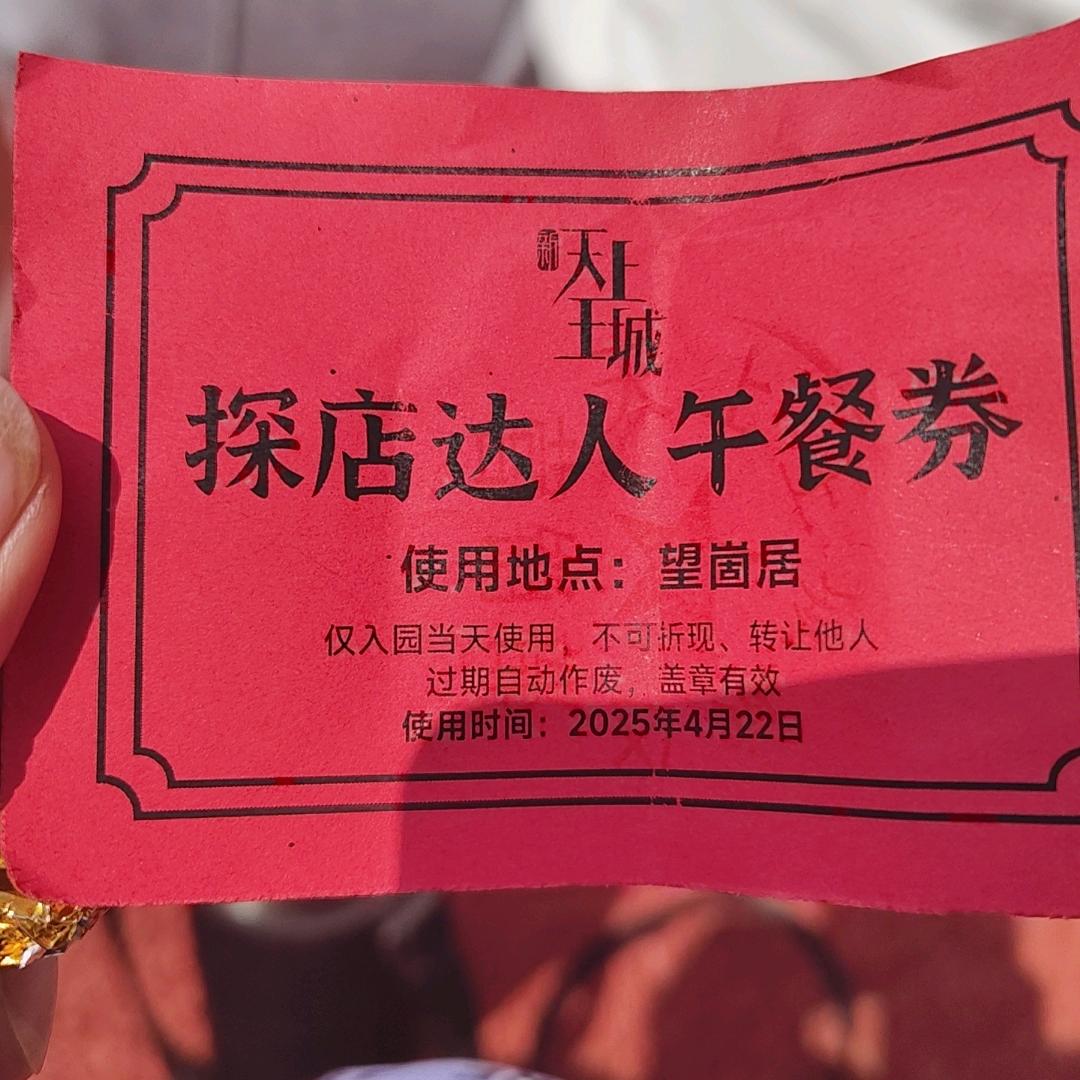 新
天上
王城
探店达人午餐券
使用地点：望崮居
仅入园当天使用，不可折现、转让他人
过期自动作废，盖章有效
使用时间：2025年4月22日